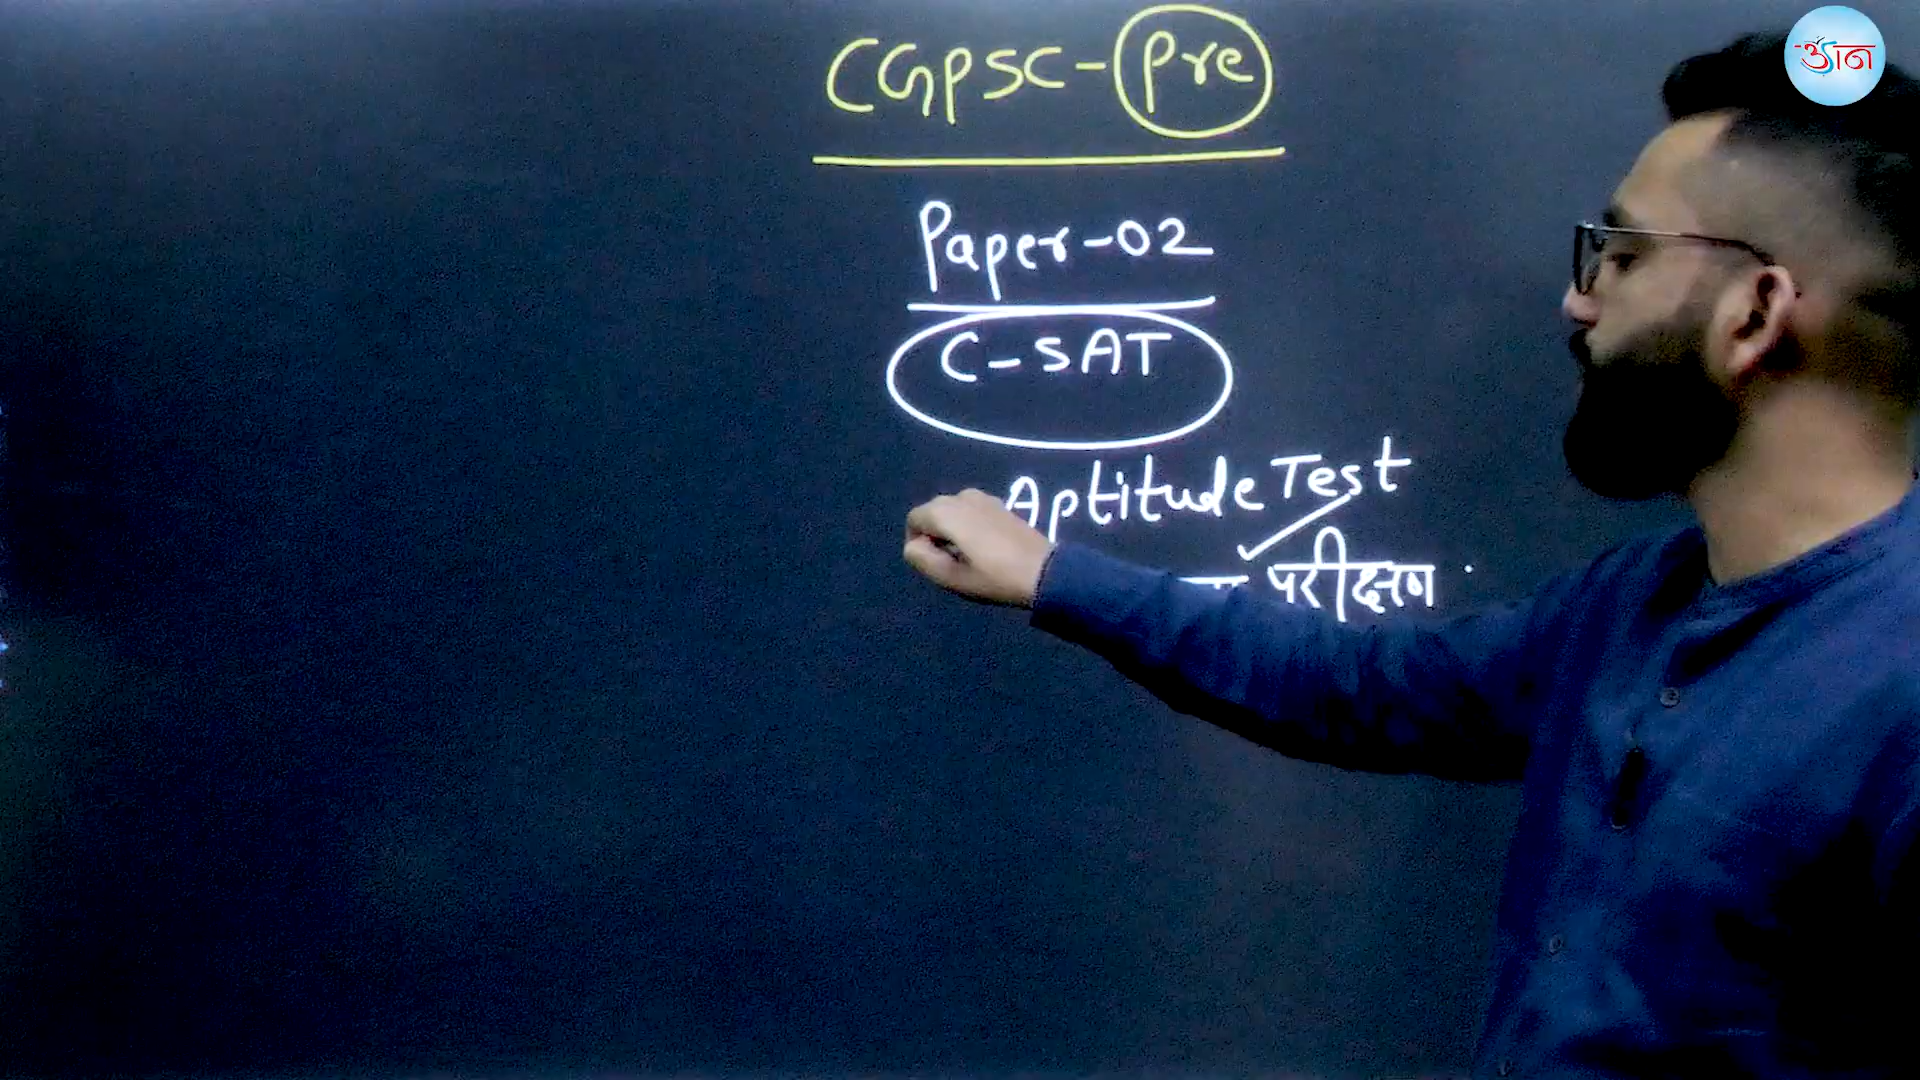 CGPSC-Pre
Paper-02
C-SAT
Aptitude Test
परीक्षण